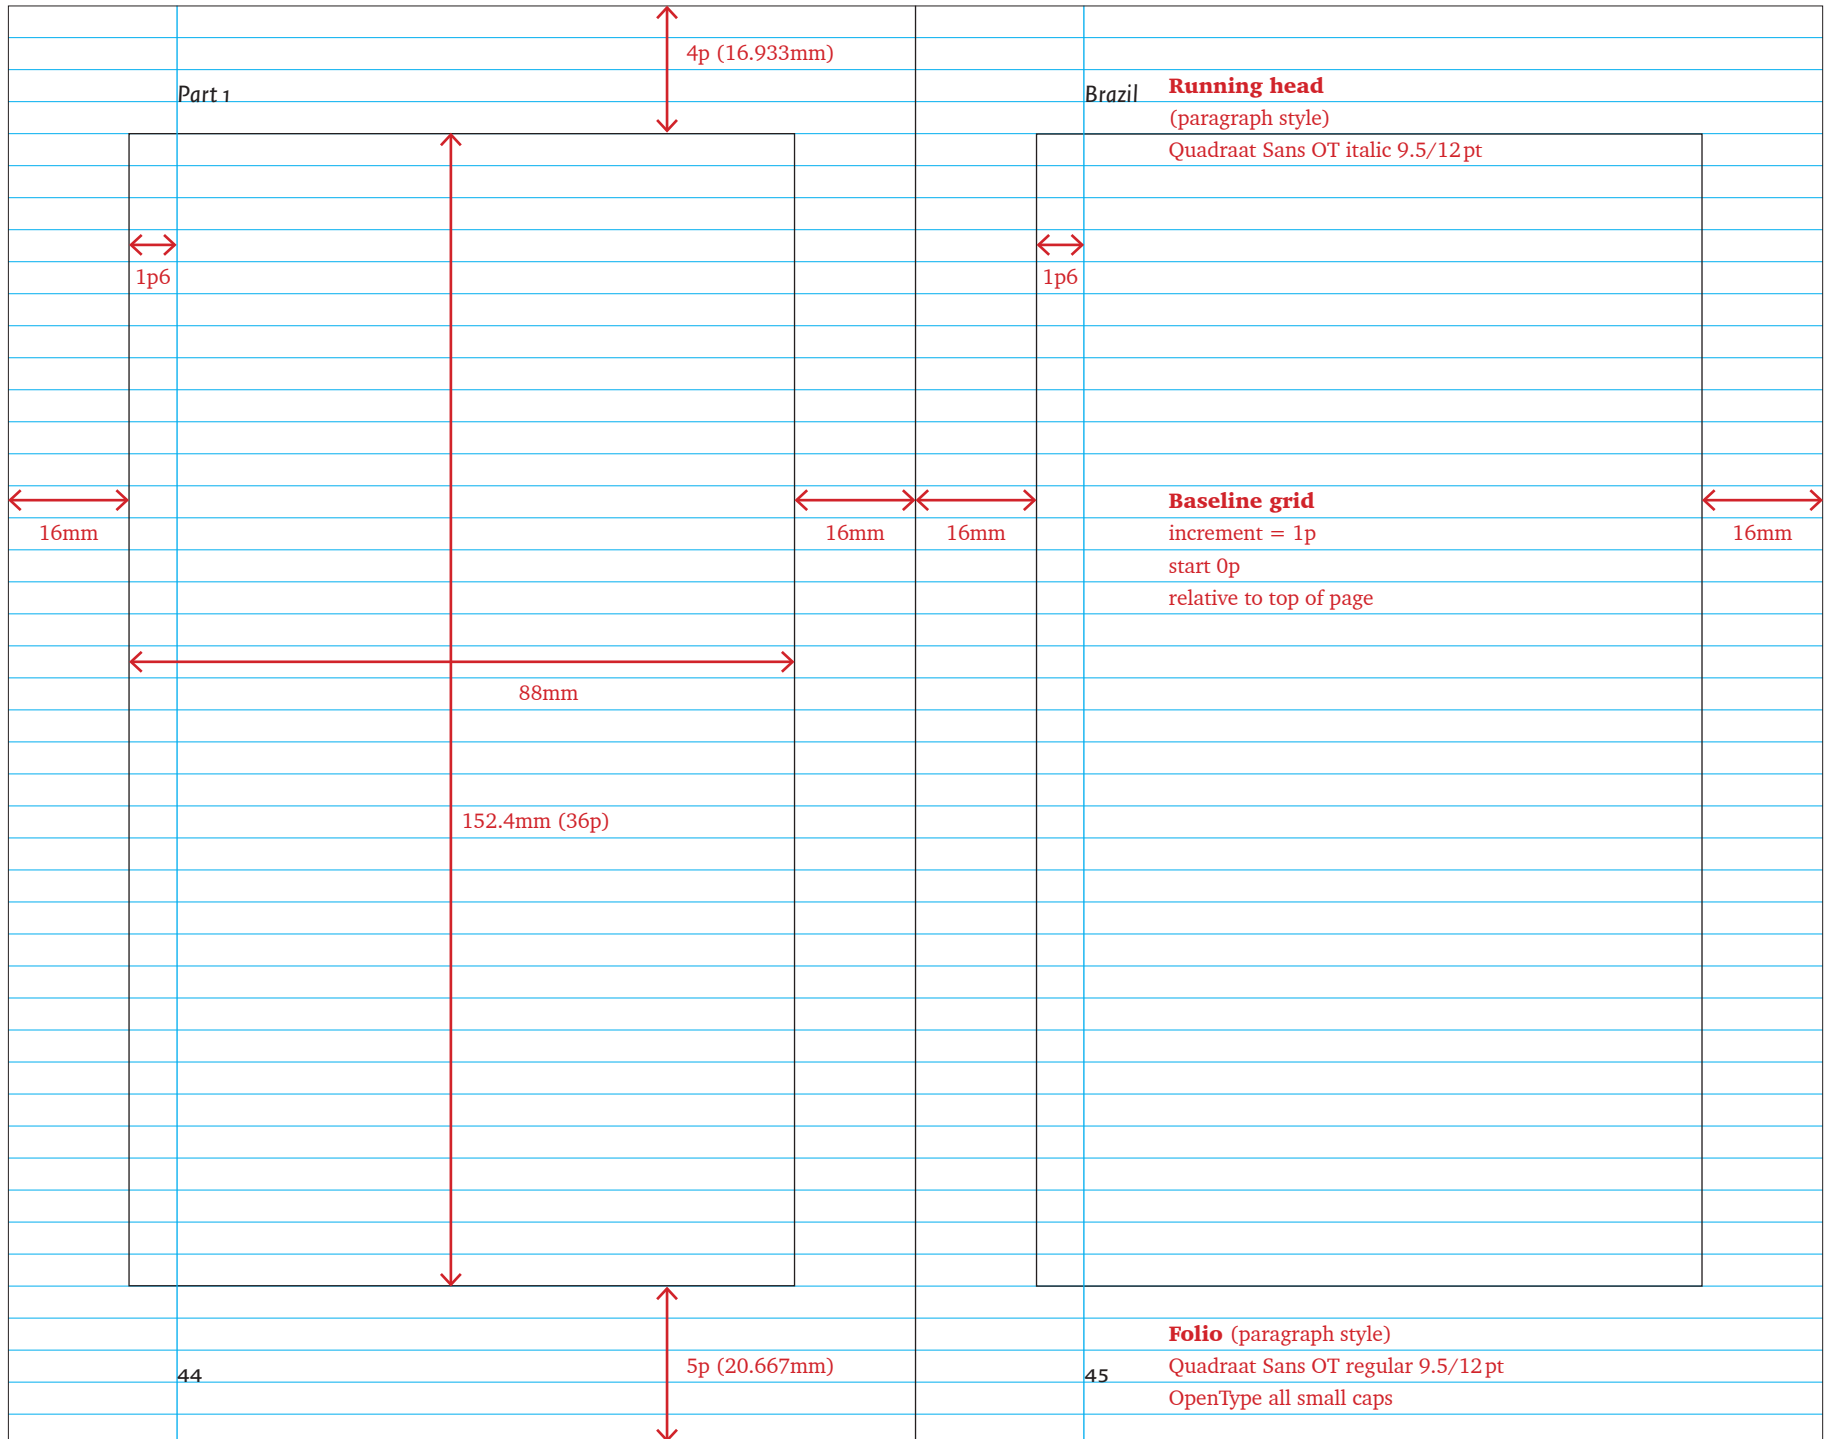 4p (16.933mm)
Part 1
Brazil
Running head
(paragraph style)
Quadraat Sans OT italic 9.5/12pt
1p6
1p6
16mm
16mm
16mm
16mm
Baseline grid
increment = 1p
start 0p
relative to top of page
88mm
152.4mm (36p)
44
5p (20.667mm)
45
Folio (paragraph style)
Quadraat Sans OT regular 9.5/12pt
OpenType all small caps